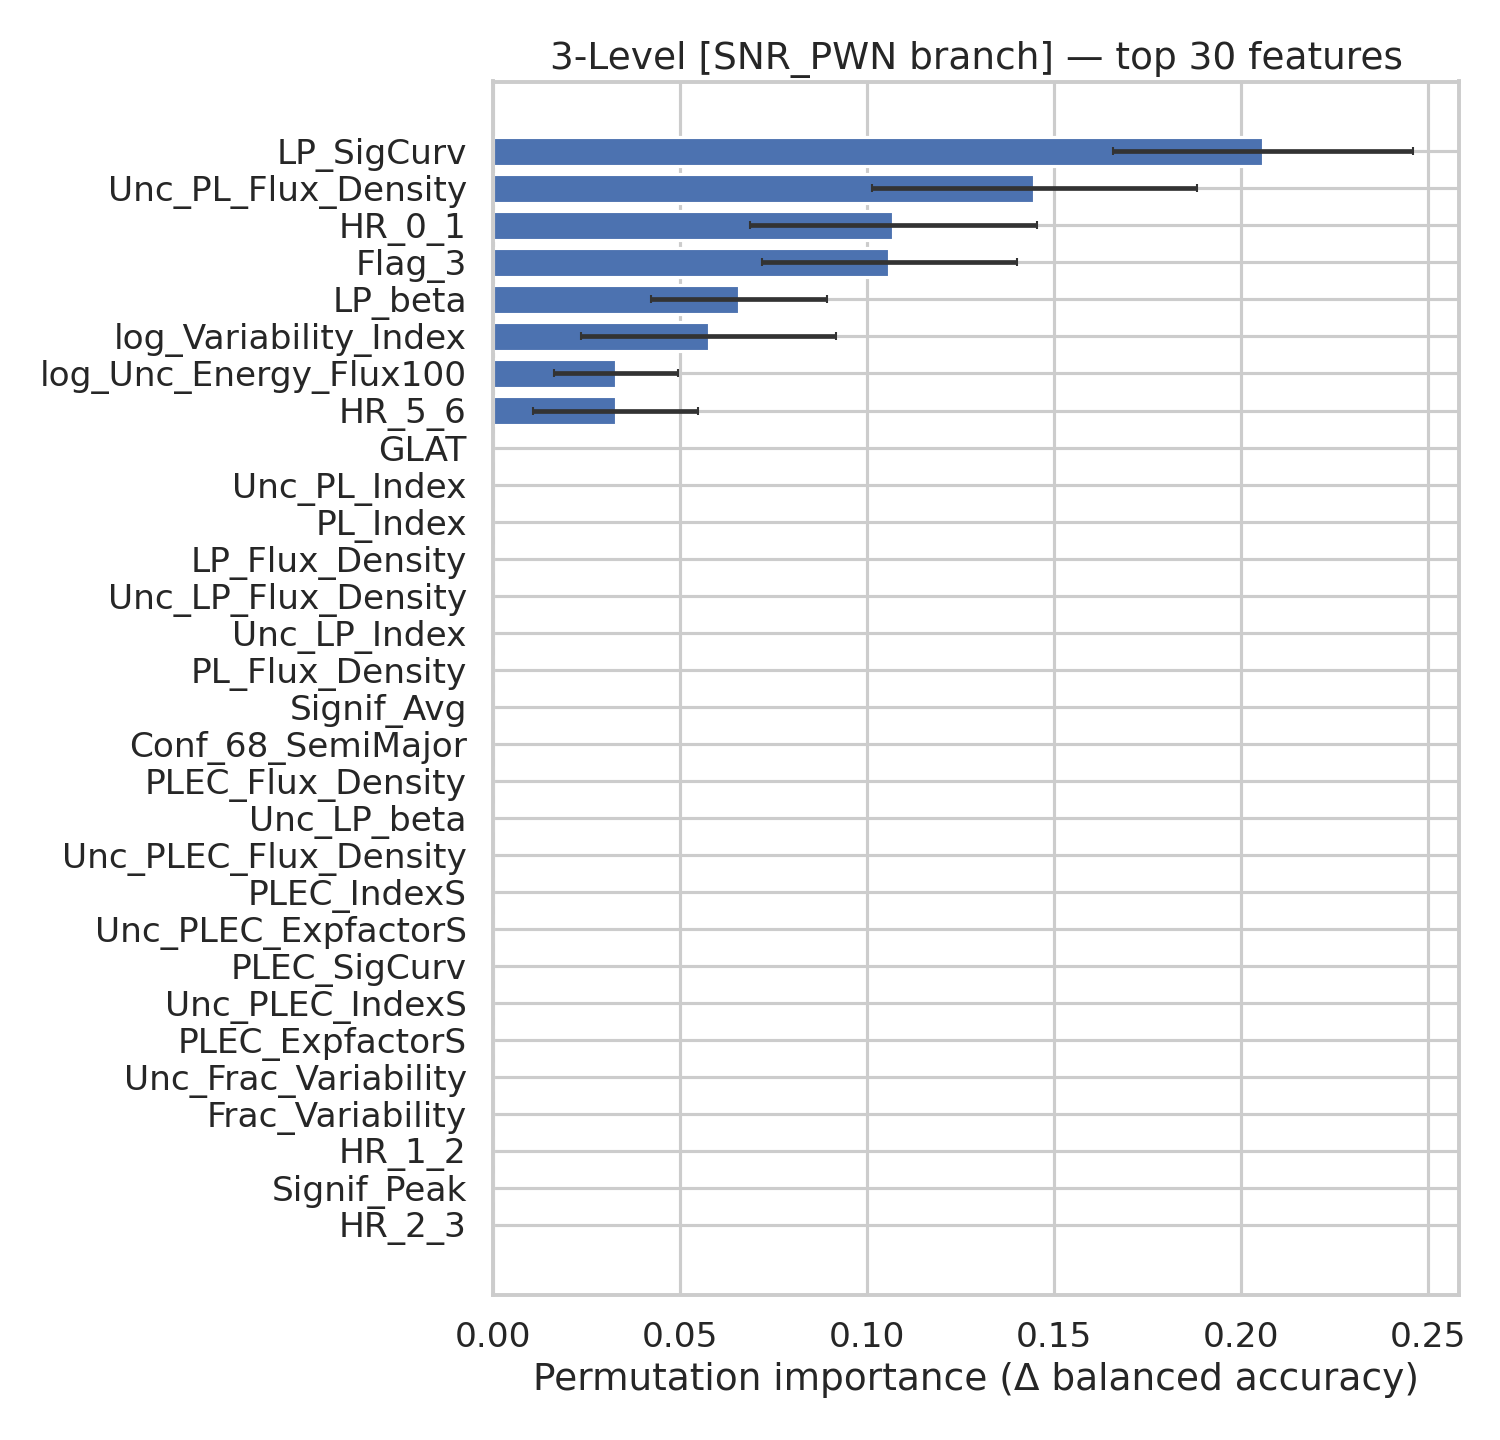 3-Level [SNR_PWN branch] — top 30 features
LP_SigCurv
Unc_PL_Flux_Density
HR_0_1
Flag_3
LP_beta
log_Variability_Index
log_Unc_Energy_Flux100
HR_5_6
GLAT
Unc_PL_Index
PL_Index
LP_Flux_Density
Unc_LP_Flux_Density
Unc_LP_Index
PL_Flux_Density
Signif_Avg
Conf_68_SemiMajor
PLEC_Flux_Density
Unc_LP_beta
Unc_PLEC_Flux_Density
PLEC_IndexS
Unc_PLEC_ExpfactorS
PLEC_SigCurv
Unc_PLEC_IndexS
PLEC_ExpfactorS
Unc_Frac_Variability
Frac_Variability
HR_1_2
Signif_Peak
HR_2_3
0.00 0.05 0.10 0.15 0.20 0.25
Permutation importance (Δ balanced accuracy)